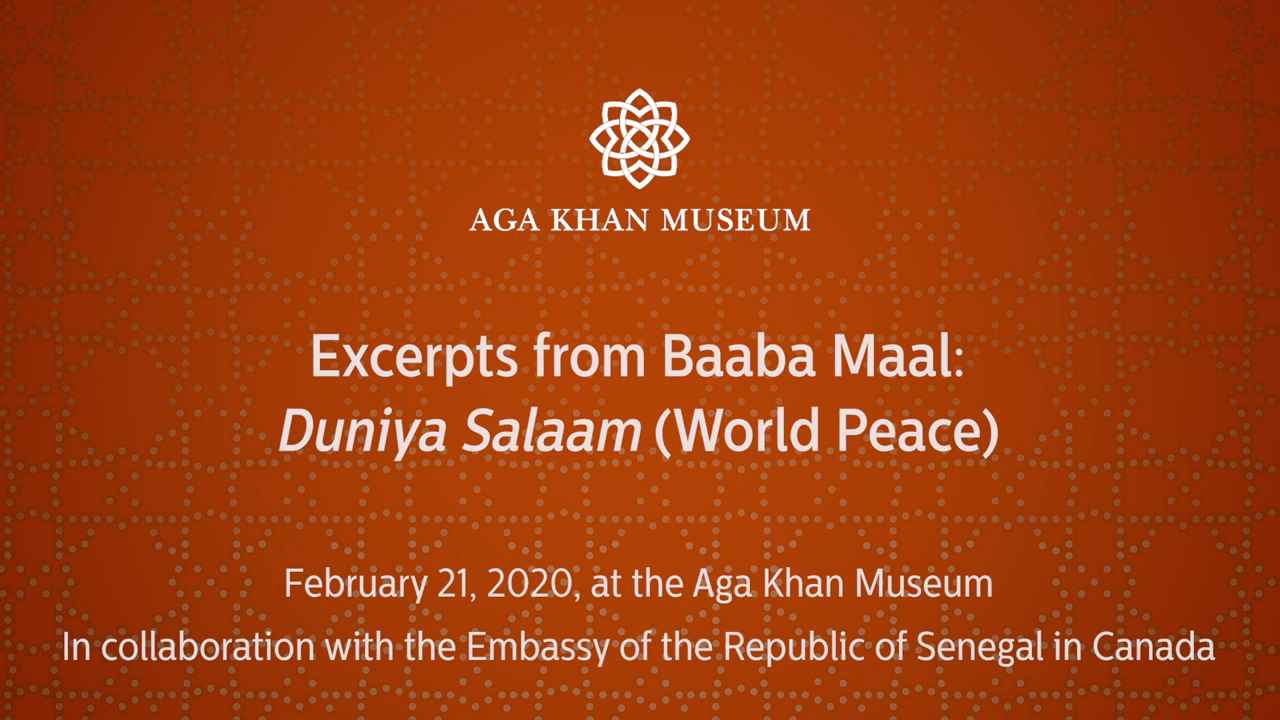 AGA KHAN MUSEUM
Excerpts from Baaba Maal:
Duniya Salaam (World Peace)
February 21, 2020, at the Aga Khan Museum
In collaboration with the Embassy of the Republic of Senegal in Canada